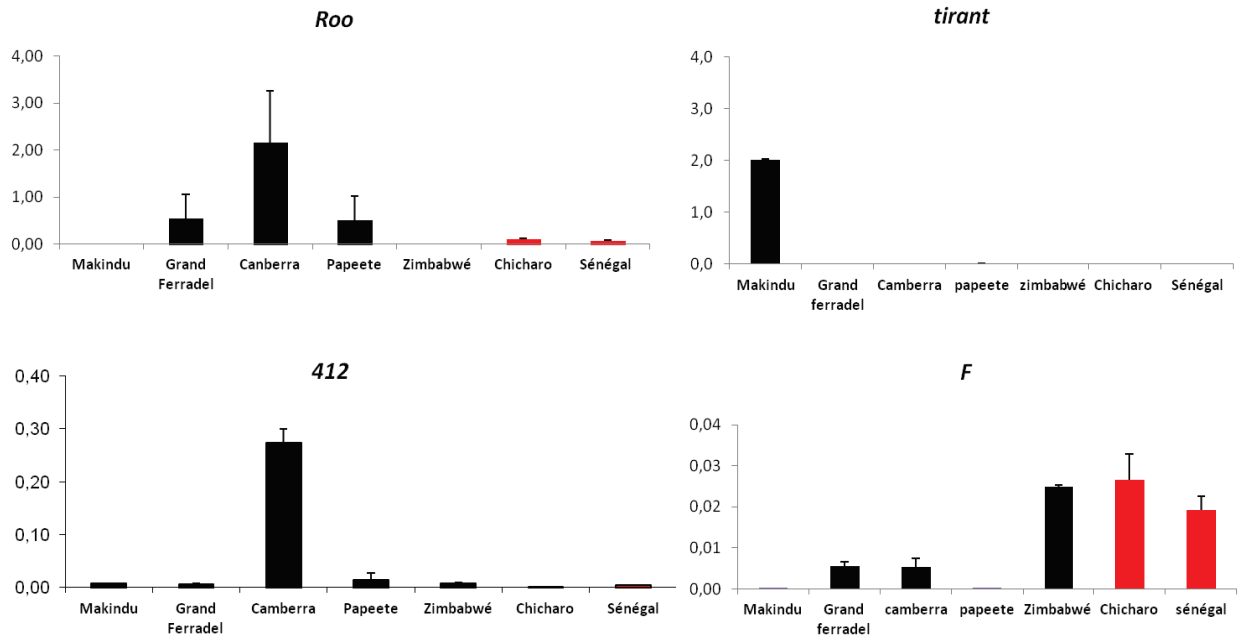 Roo
4,00
3,00
2,00
1,00
0,00
Makindu
Grand
Ferradel
Canberra
Papeete
Zimbabwé
Chicharo
Sénégal
tirant
4,0
3,0
2,0
1,0
0,0
Makindu
Grand
ferradel
Camberra
papeete
zimbabwé
Chicharo
Sénégal
412
0,40
0,30
0,20
0,10
0,00
Makindu
Grand
Ferradel
Camberra
Papeete
Zimbabwé
Chicharo
Sénégal
F
0,04
0,03
0,02
0,01
0,00
Makindu
Grand
ferradel
camberra
papeete
Zimbabwé
Chicharo
sénégal